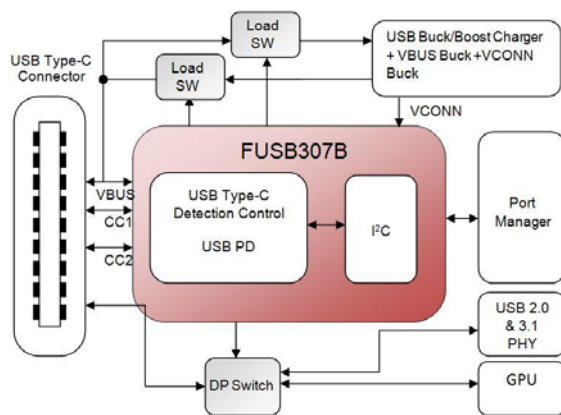 Load
SW
USB Buck/Boost Charger
+ VBUS Buck +VCONN
Buck
USB Type-C
Connector
Load
SW
VCONN
FUSB307B
VBUS
CC1
CC2
USB Type-C
Detection Control
USB PD
I²C
Port
Manager
USB 2.0
& 3.1
PHY
DP Switch
GPU